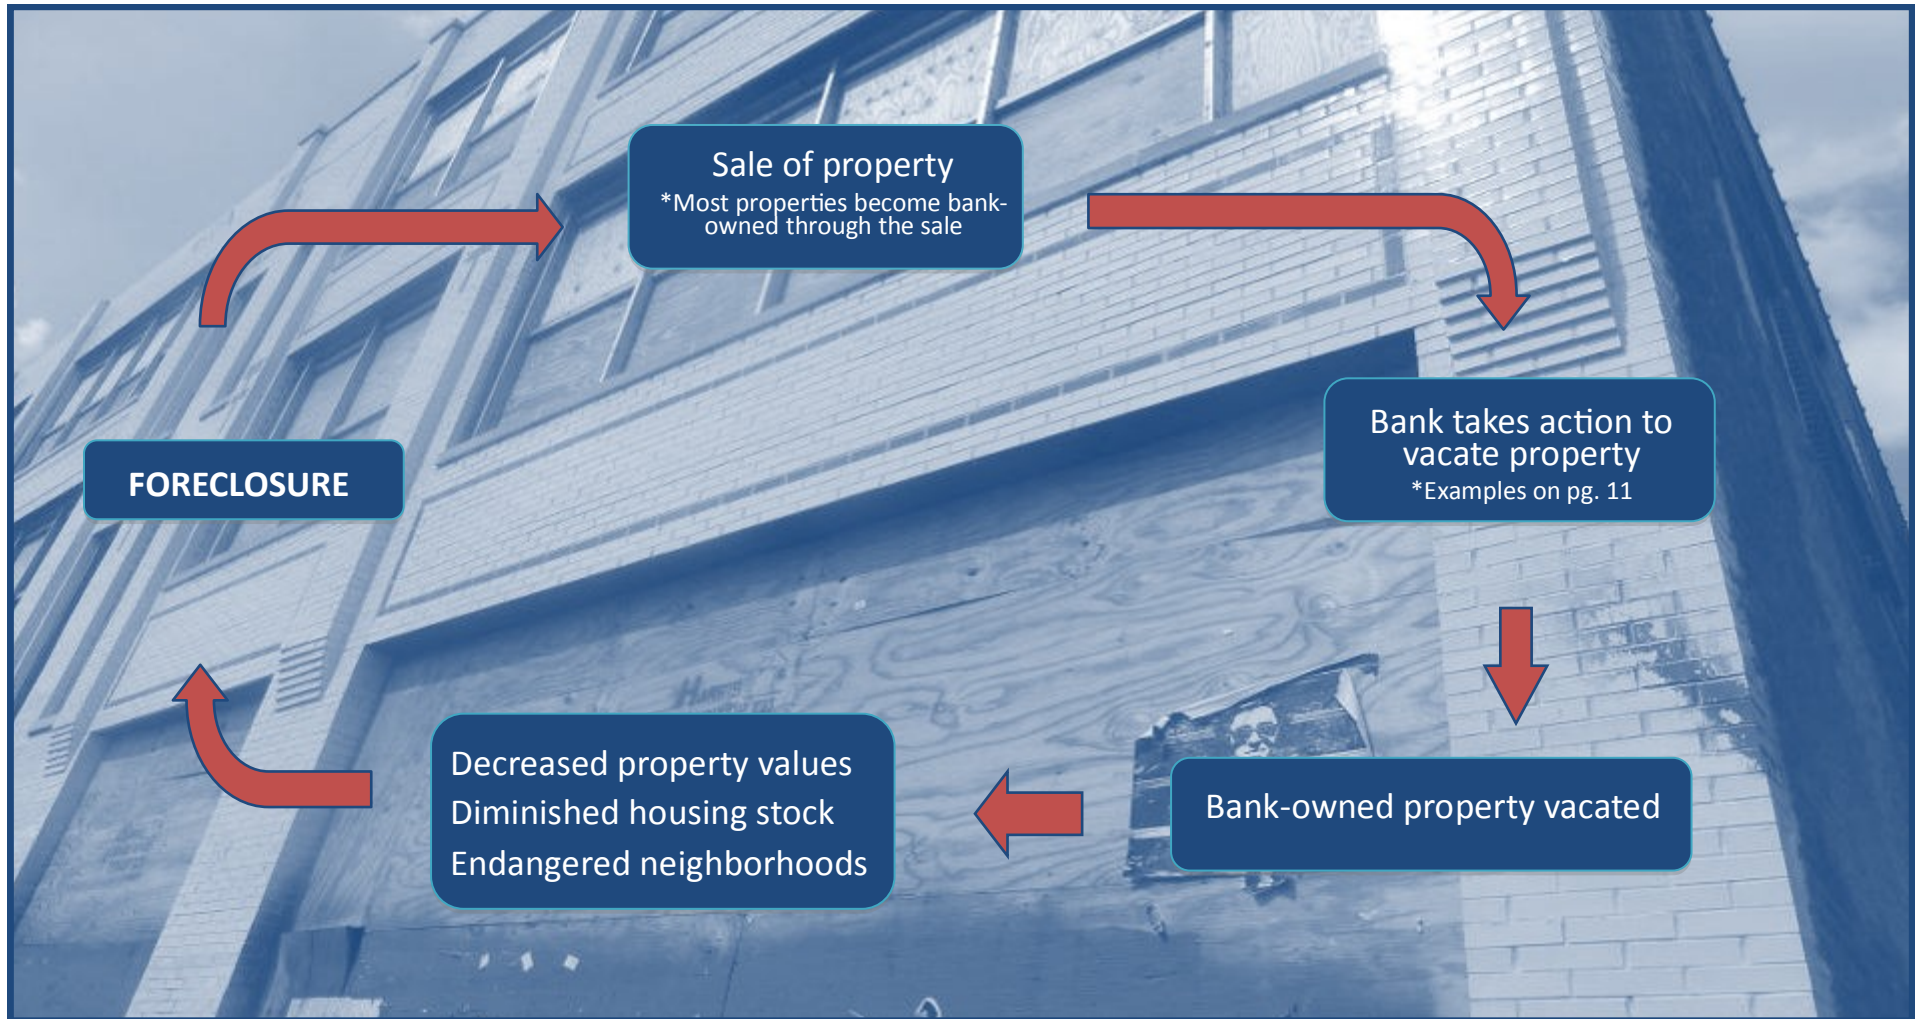 Sale of property
*Most properties become bank-
owned through the sale
Bank takes action to
vacate property
*Examples on pg. 11
FORECLOSURE
Decreased property values
Diminished housing stock
Endangered neighborhoods
Bank-owned property vacated